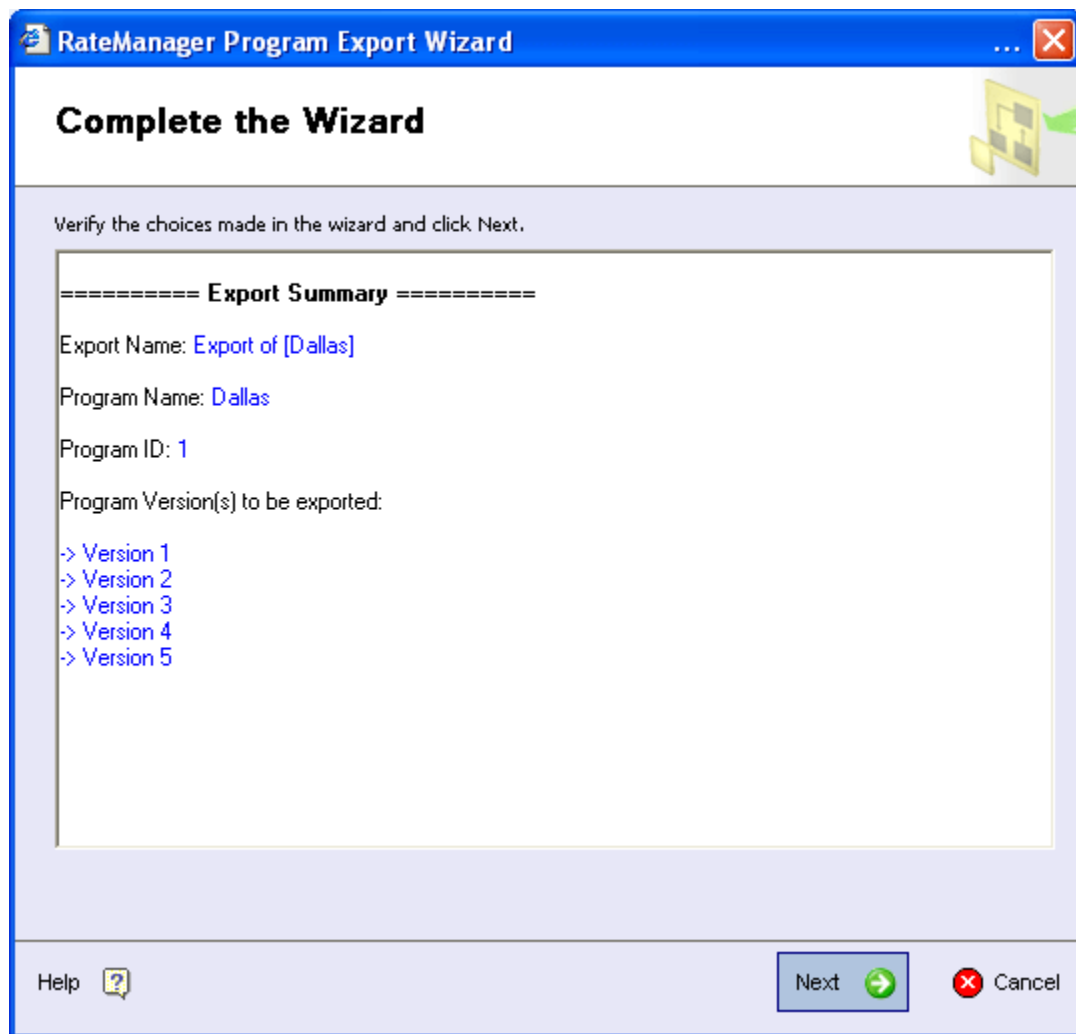 RateManager Program Export Wizard ...
Complete the Wizard
Verify the choices made in the wizard and click Next.
========== Export Summary ==========
Export Name: Export of [Dallas]
Program Name: Dallas
Program ID: 1
Program Version(s) to be exported:
-> Version 1
-> Version 2
-> Version 3
-> Version 4
-> Version 5
Help ? Next Cancel